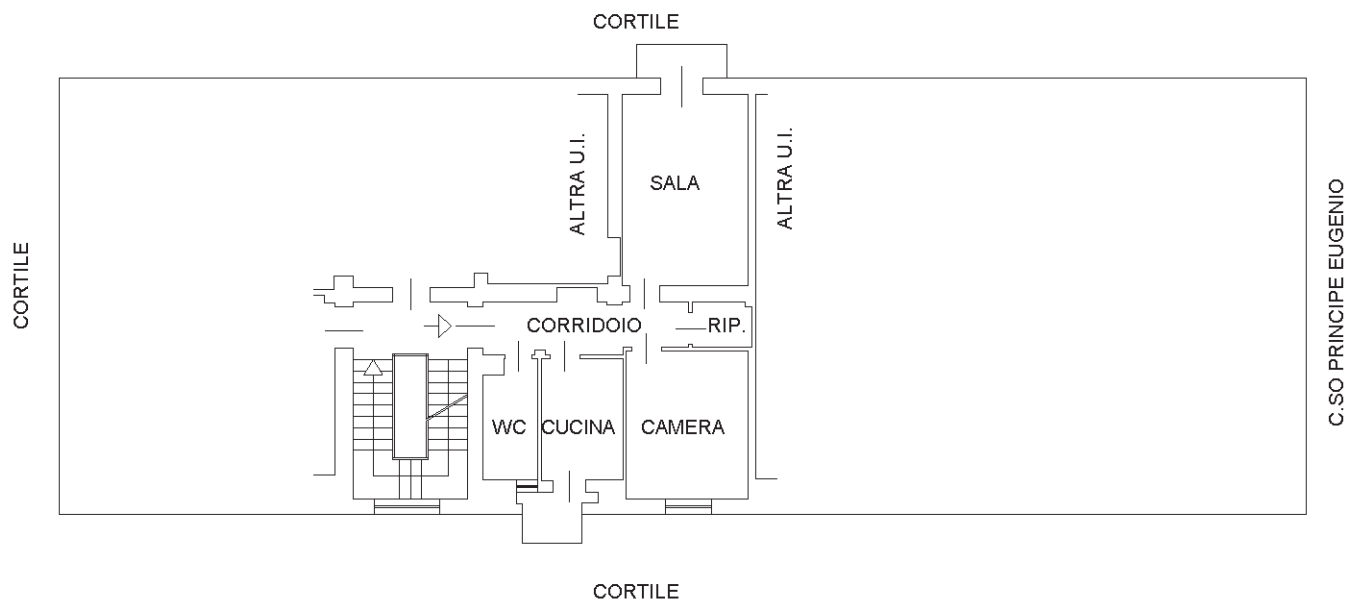 CORTILE
ALTRA U.I.
SALA
ALTRA U.I.
CORTILE
C.SO PRINCIPE EUGENIO
CORRIDOIO
RIP.
WC
CUCINA
CAMERA
CORTILE